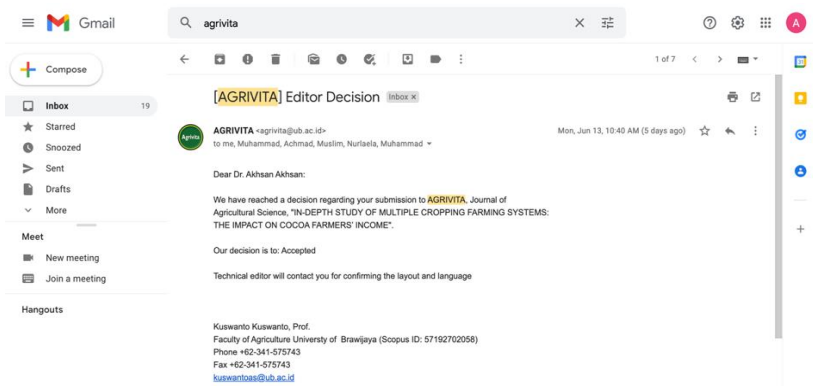 Gmail
agrivita
A
Compose
1 of 7
[AGRIVITA] Editor Decision Inbox x
Inbox 19
Starred
Snoozed
Sent
Drafts
More
Meet
New meeting
Join a meeting
Hangouts
Agrivita
AGRIVITA <agrivita@ub.ac.id>
Mon, Jun 13, 10:40 AM (5 days ago)
to me, Muhammad, Achmad, Muslim, Nurlaela, Muhammad
Dear Dr. Akhsan Akhsan:
We have reached a decision regarding your submission to AGRIVITA, Journal of
Agricultural Science, "IN-DEPTH STUDY OF MULTIPLE CROPPING FARMING SYSTEMS:
THE IMPACT ON COCOA FARMERS' INCOME".
Our decision is to: Accepted
Technical editor will contact you for confirming the layout and language
Kuswanto Kuswanto, Prof.
Faculty of Agriculture Universty of Brawijaya (Scopus ID: 57192702058)
Phone +62-341-575743
Fax +62-341-575743
kuswantoas@ub.ac.id